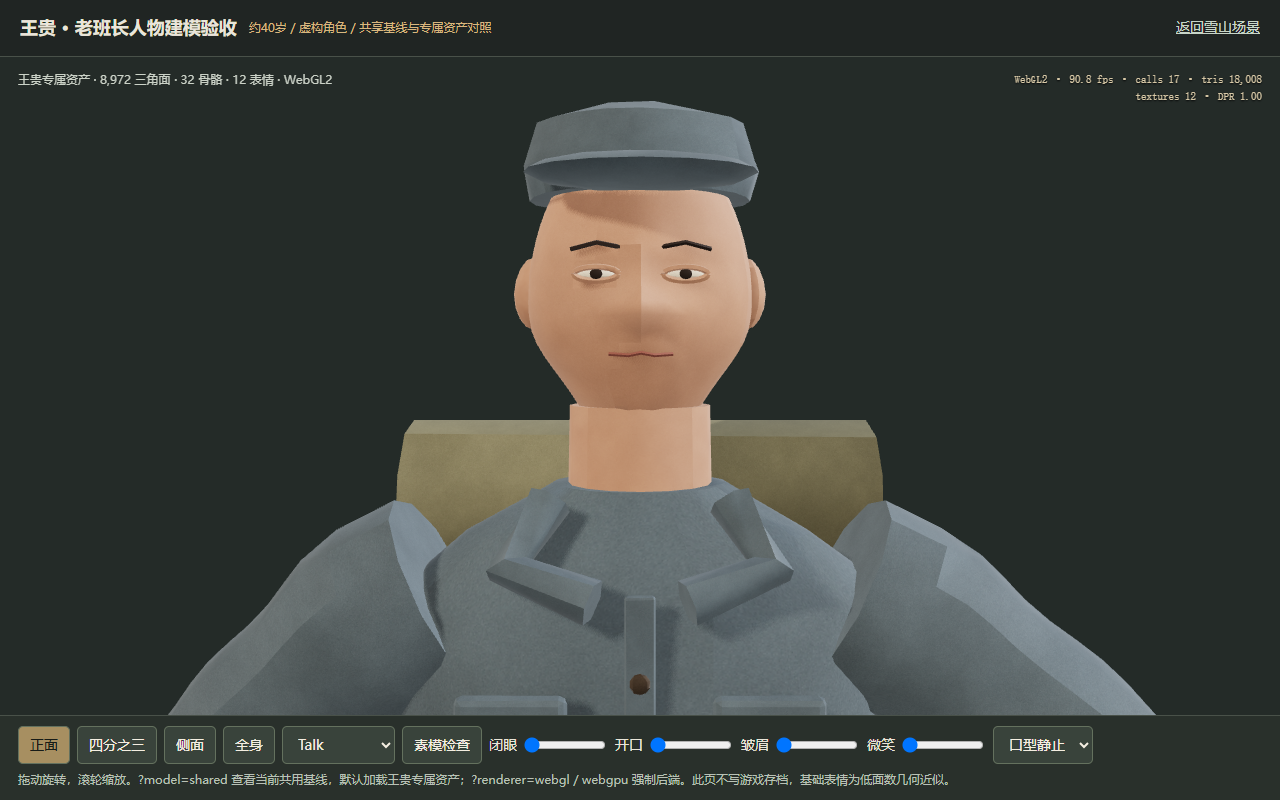 王贵 • 老班长人物建模验收 约40岁 / 虚构角色 / 共享基线与专属资产对照 返回雪山场景
王贵专属资产 · 8,972 三角面 · 32 骨骼 · 12 表情 · WebGL2
WebGL2 · 90.8 fps · calls 17 · tris 18,008
textures 12 · DPR 1.00
正面 四分之三 侧面 全身 Talk 素模检查 闭眼 开口 皱眉 微笑 口型静止
拖动旋转，滚轮缩放。?model=shared 查看当前共用基线，默认加载王贵专属资产；?renderer=webgl / webgpu 强制后端。此页不写游戏存档，基础表情为低面数几何近似。